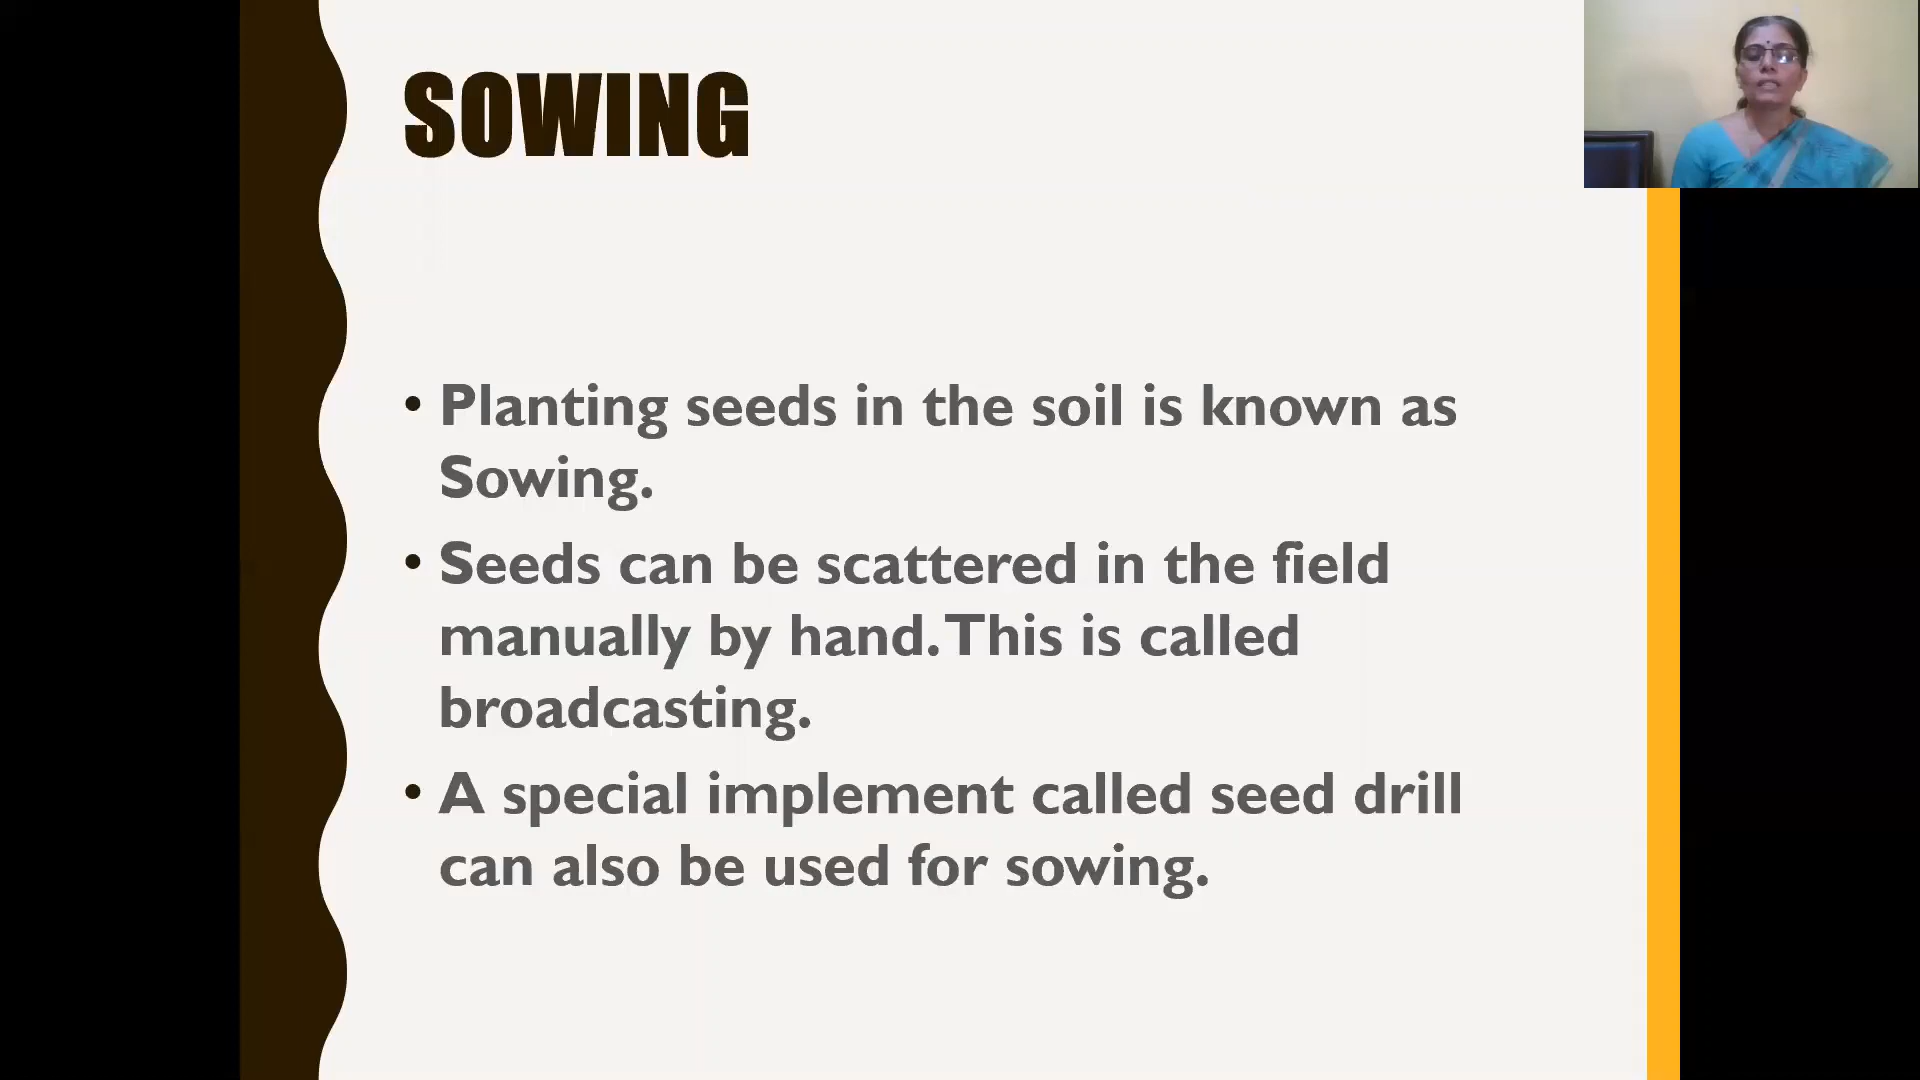 SOWING
• Planting seeds in the soil is known as
Sowing.
• Seeds can be scattered in the field
manually by hand. This is called
broadcasting.
• A special implement called seed drill
can also be used for sowing.